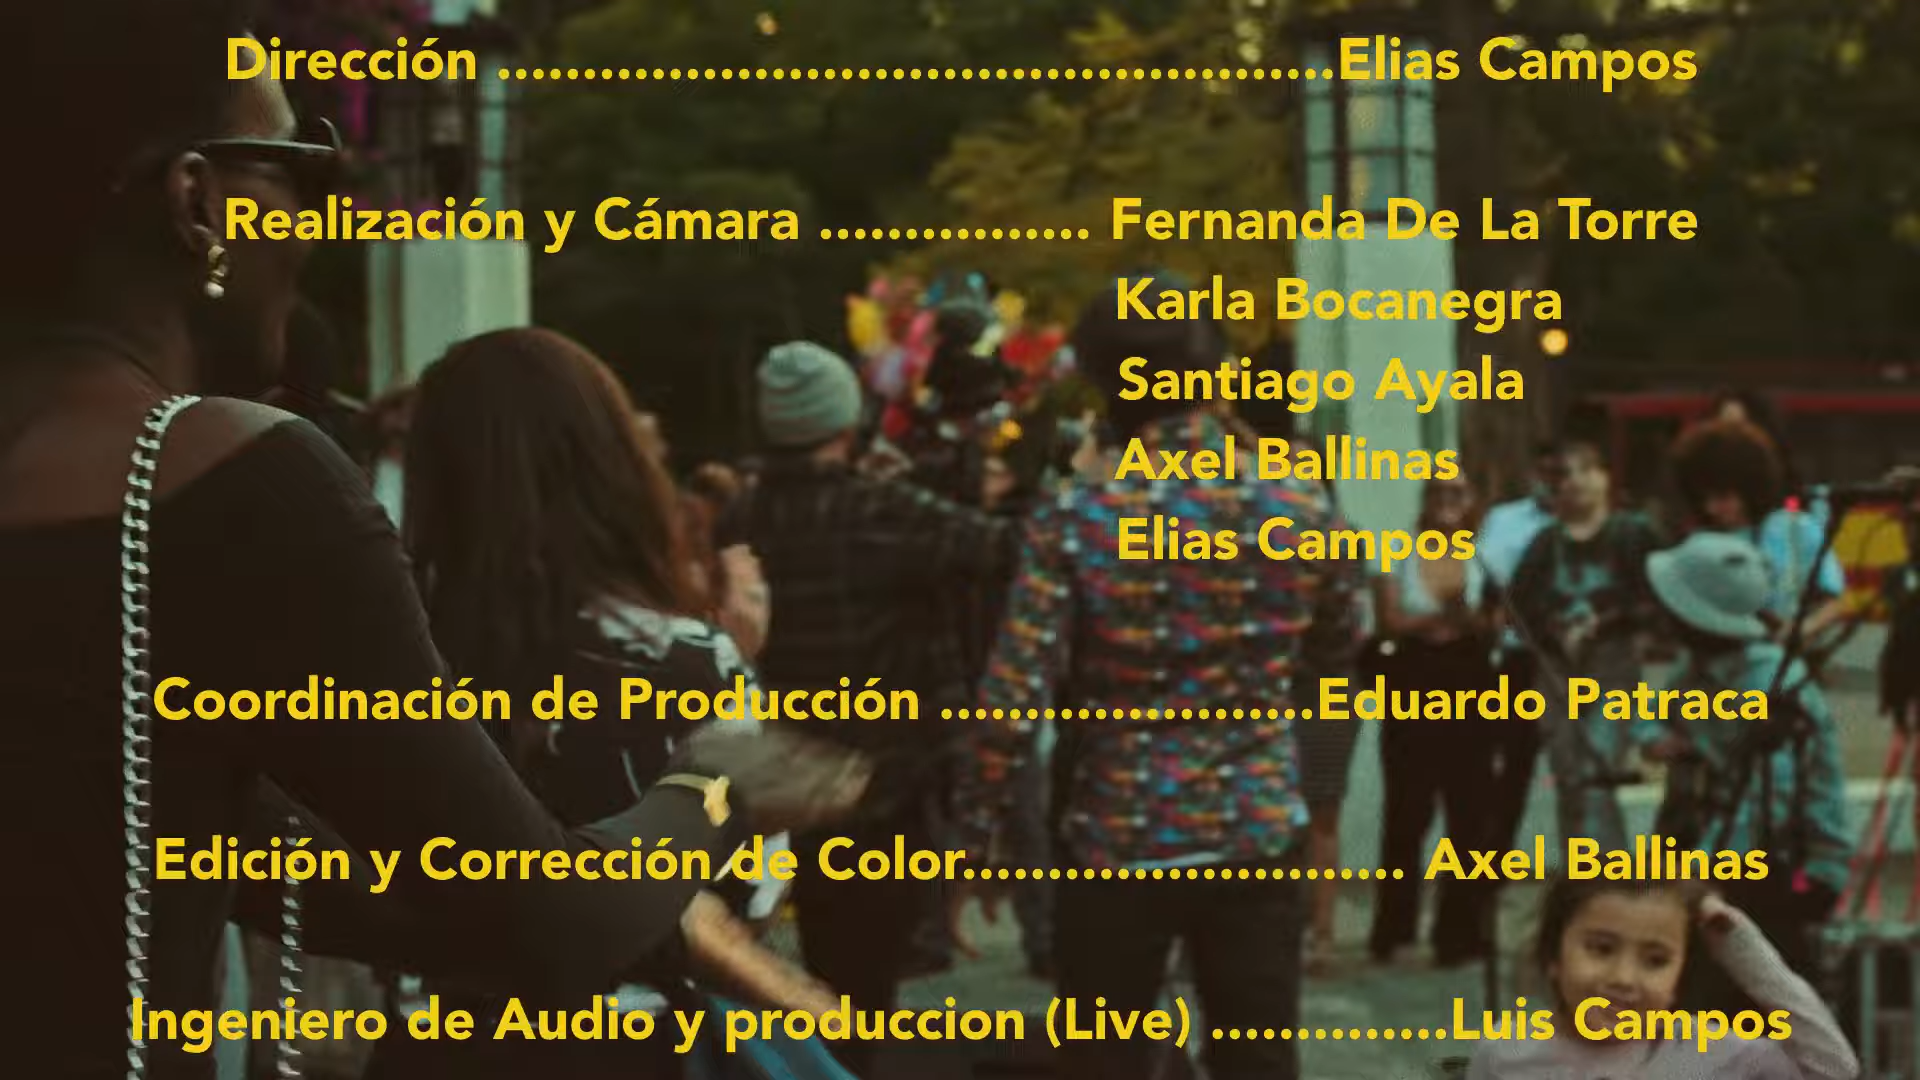 Dirección .................................................Elias Campos
Realización y Cámara ................ Fernanda De La Torre
Karla Bocanegra
Santiago Ayala
Axel Ballinas
Elias Campos
Coordinación de Producción ......................Eduardo Patraca
Edición y Corrección de Color.......................... Axel Ballinas
Ingeniero de Audio y produccion (Live) ..............Luis Campos